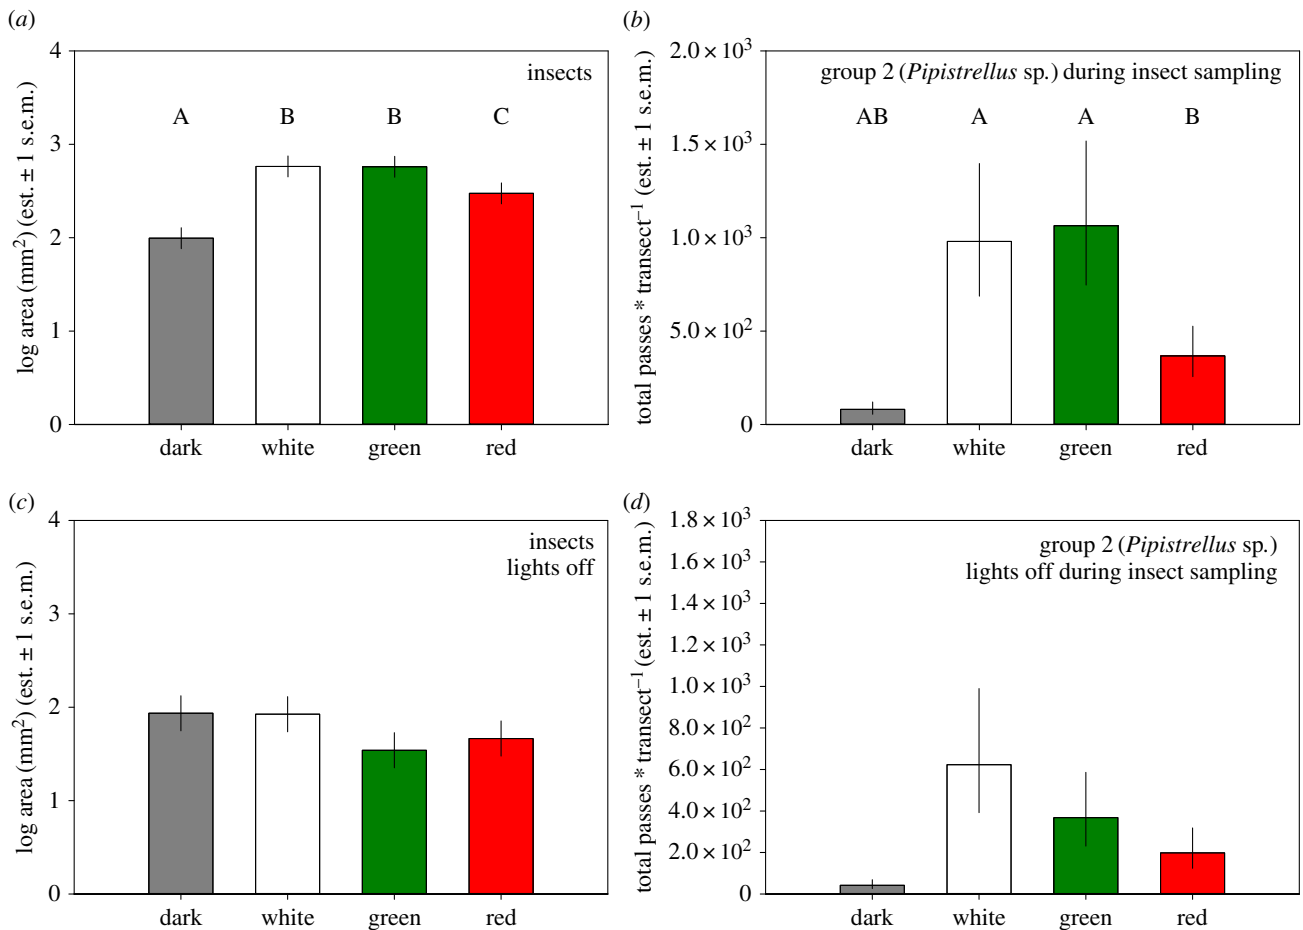 (a)
log area (mm²) (est. ± 1 s.e.m.)
4
3
2
1
0
insects
A B B C
dark white green red
(b)
total passes * transect⁻¹ (est. ± 1 s.e.m.)
2.0 × 10³
1.5 × 10³
1.0 × 10³
5.0 × 10²
0
group 2 (Pipistrellus sp.) during insect sampling
AB A A B
dark white green red
(c)
log area (mm²) (est. ± 1 s.e.m.)
4
3
2
1
0
insects
lights off
dark white green red
(d)
total passes * transect⁻¹ (est. ± 1 s.e.m.)
1.8 × 10³
1.6 × 10³
1.4 × 10³
1.2 × 10³
1.0 × 10³
8.0 × 10²
6.0 × 10²
4.0 × 10²
2.0 × 10²
0
group 2 (Pipistrellus sp.)
lights off during insect sampling
dark white green red